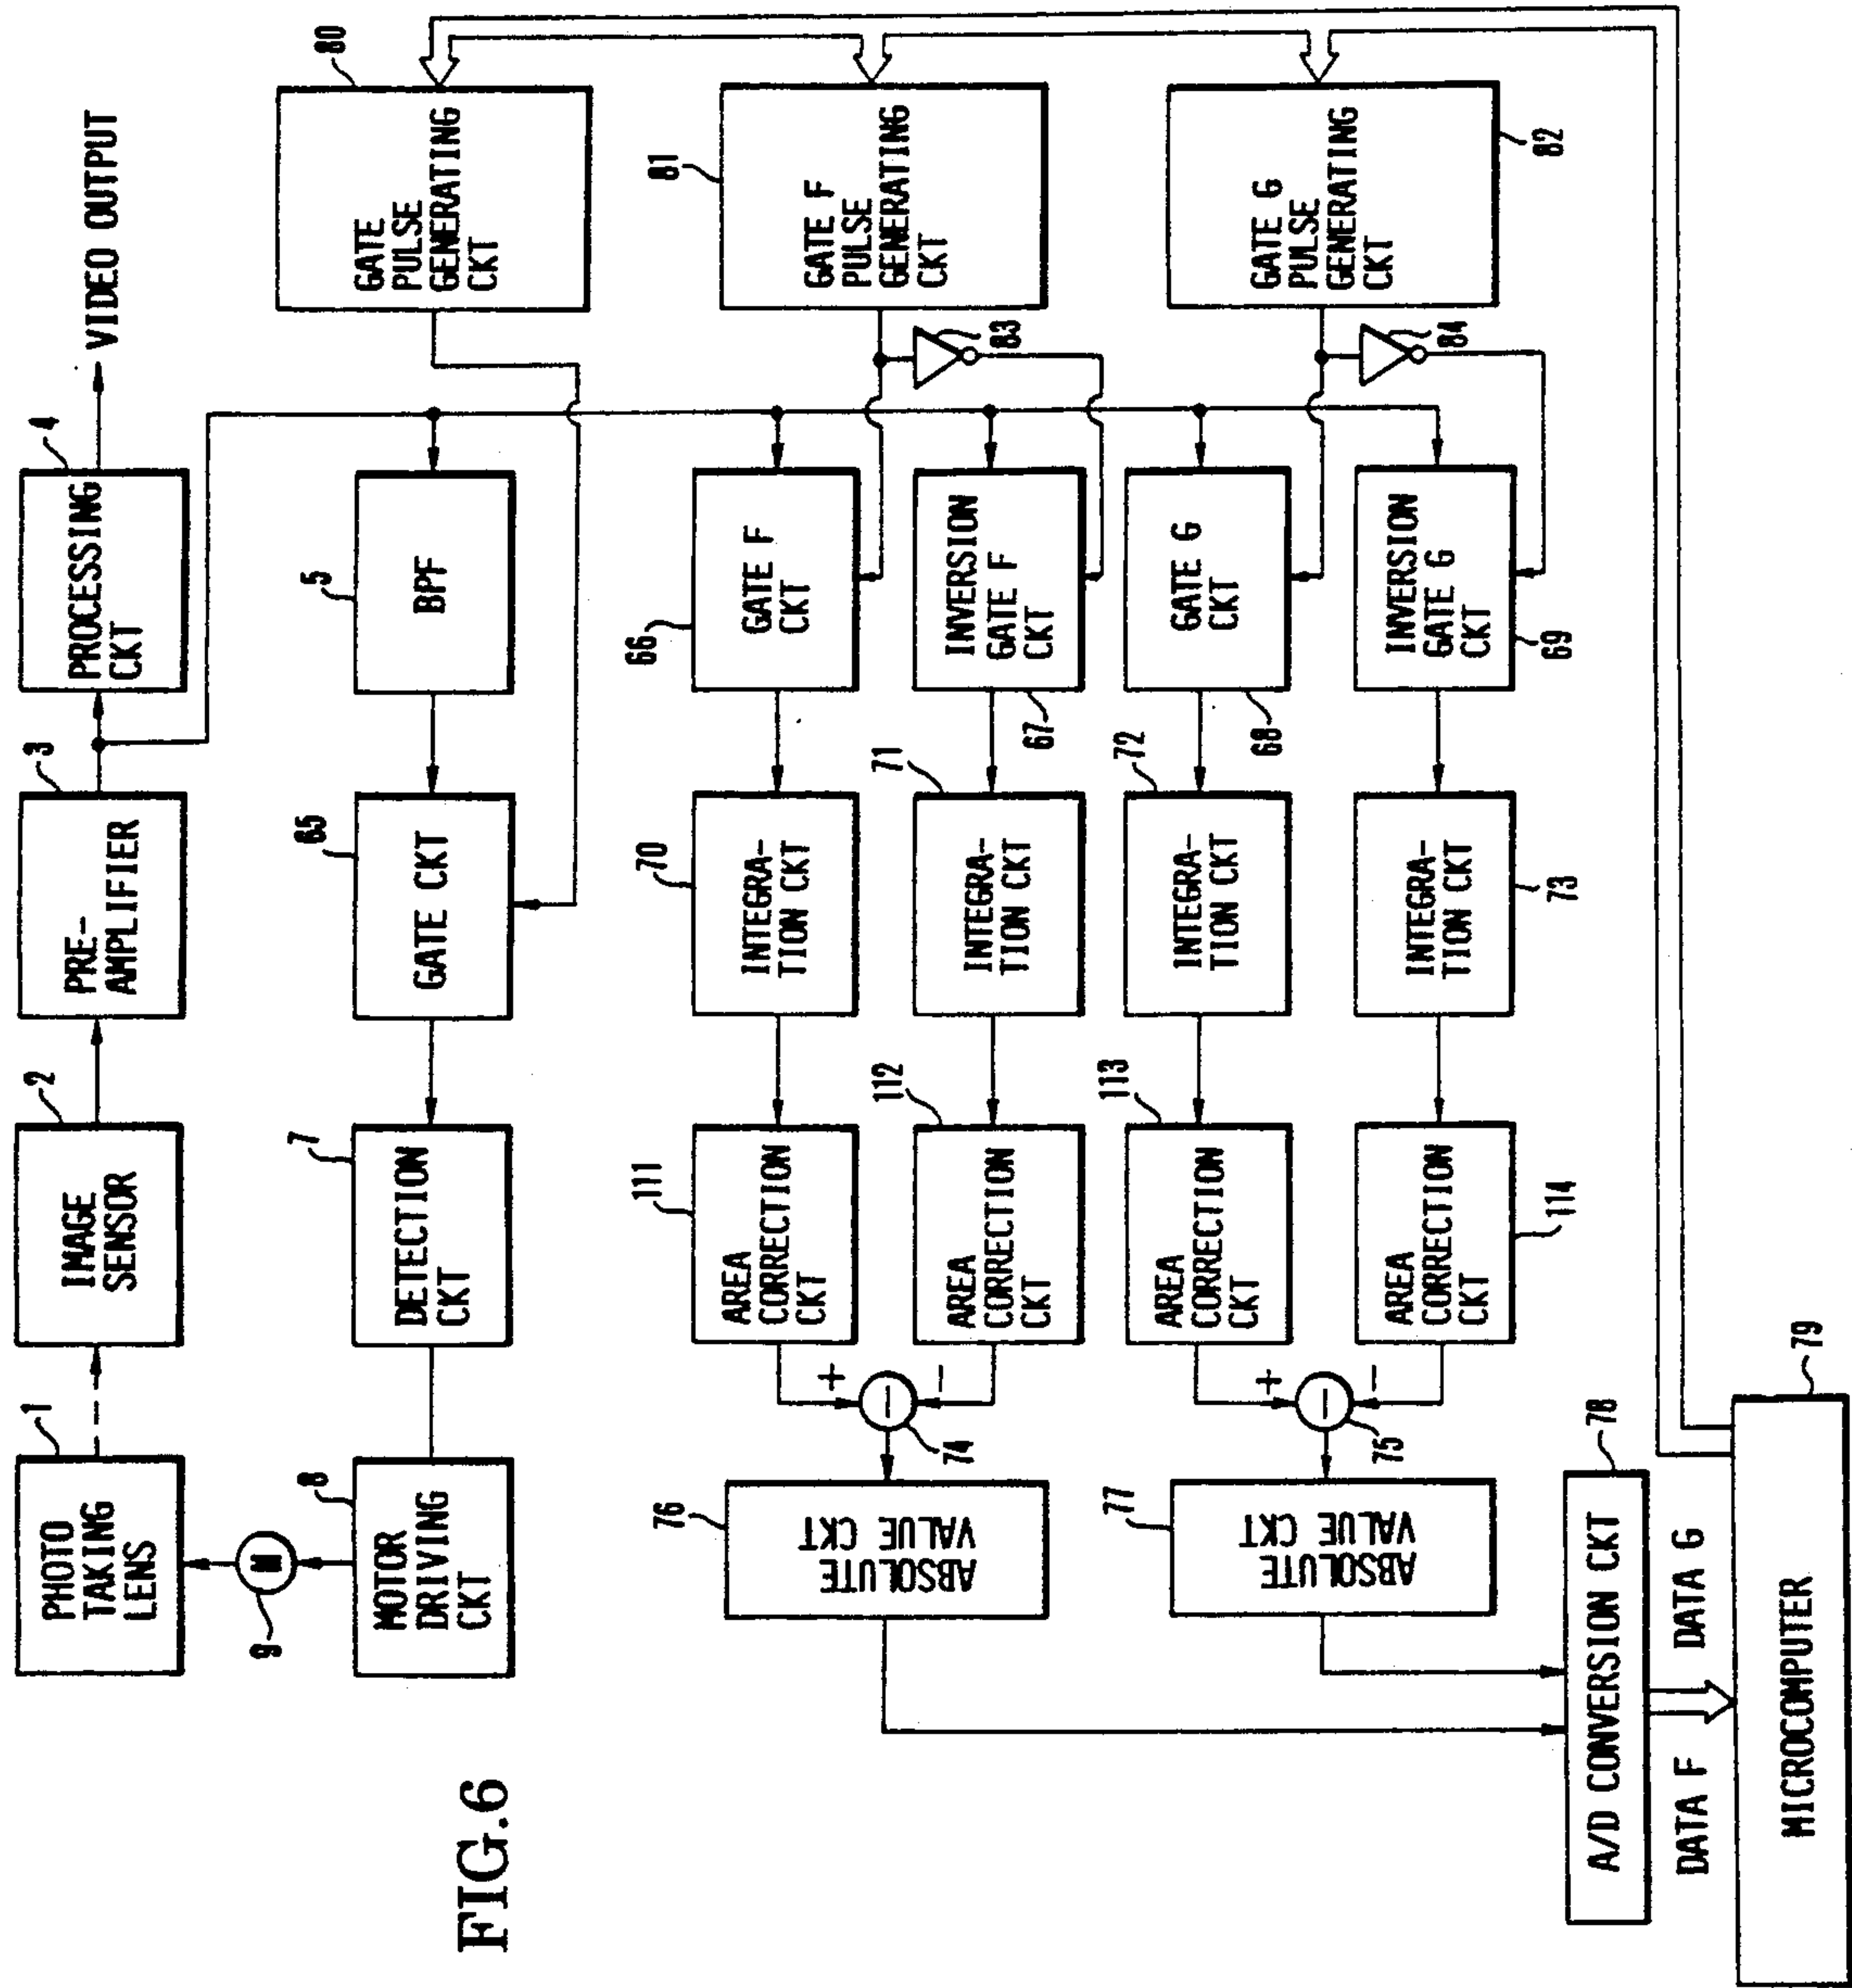 FIG.6
1
PHOTO
TAKING
LENS
2
IMAGE
SENSOR
3
PRE-
AMPLIFIER
4
PROCESSING
CKT
VIDEO OUTPUT
9
M
8
MOTOR
DRIVING
CKT
7
DETECTION
CKT
65
GATE CKT
5
BPF
80
GATE
PULSE
GENERATING
CKT
76
ABSOLUTE
VALUE CKT
74
+
−
−
111
AREA
CORRECTION
CKT
70
INTEGRA-
TION CKT
66
GATE F
CKT
81
GATE F
PULSE
GENERATING
CKT
83
112
AREA
CORRECTION
CKT
71
INTEGRA-
TION CKT
67
INVERSION
GATE F
CKT
77
ABSOLUTE
VALUE CKT
75
+
−
−
113
AREA
CORRECTION
CKT
72
INTEGRA-
TION CKT
68
GATE G
CKT
82
GATE G
PULSE
GENERATING
CKT
84
114
AREA
CORRECTION
CKT
73
INTEGRA-
TION CKT
69
INVERSION
GATE G
CKT
78
A/D CONVERSION CKT
DATA F
DATA G
79
MICROCOMPUTER